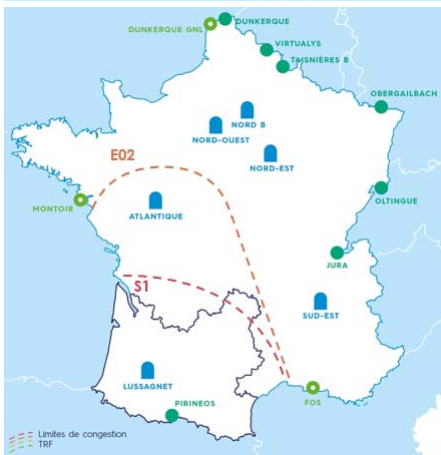 DUNKERQUE GNL
DUNKERQUE
VIRTUALYS
TAISNIÈRES B
OBERGAILBACH
NORD B
NORD-OUEST
NORD-EST
E02
ATLANTIQUE
MONTOIR
OLTINGUE
JURA
S1
SUD-EST
LUSSAGNET
PIRINEOS
FOS
Limites de congestion
TRF